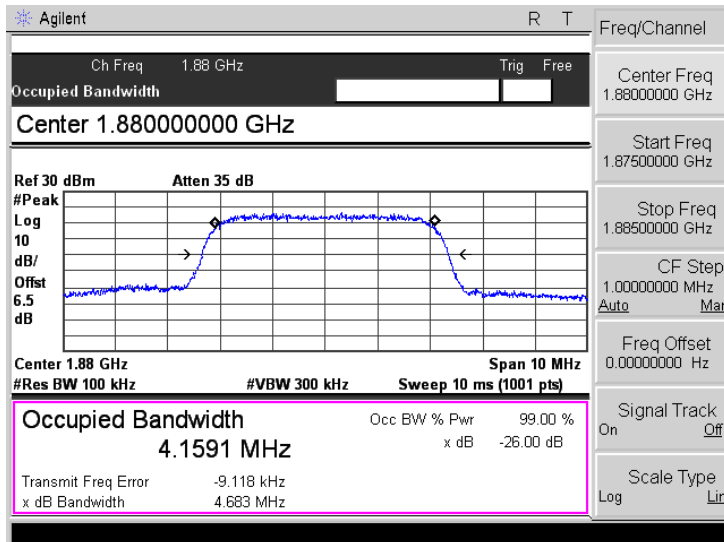 Agilent R T
Ch Freq 1.88 GHz Trig Free
Occupied Bandwidth
Center 1.880000000 GHz
Ref 30 dBm Atten 35 dB
#Peak
Log
10
dB/
Offst
6.5
dB
Center 1.88 GHz Span 10 MHz
#Res BW 100 kHz #VBW 300 kHz Sweep 10 ms (1001 pts)
Occupied Bandwidth Occ BW % Pwr 99.00 %
4.1591 MHz x dB -26.00 dB
Transmit Freq Error -9.118 kHz
x dB Bandwidth 4.683 MHz
Freq/Channel
Center Freq
1.88000000 GHz
Start Freq
1.87500000 GHz
Stop Freq
1.88500000 GHz
CF Step
1.00000000 MHz
Auto Man
Freq Offset
0.00000000 Hz
Signal Track
On Off
Scale Type
Log Lin